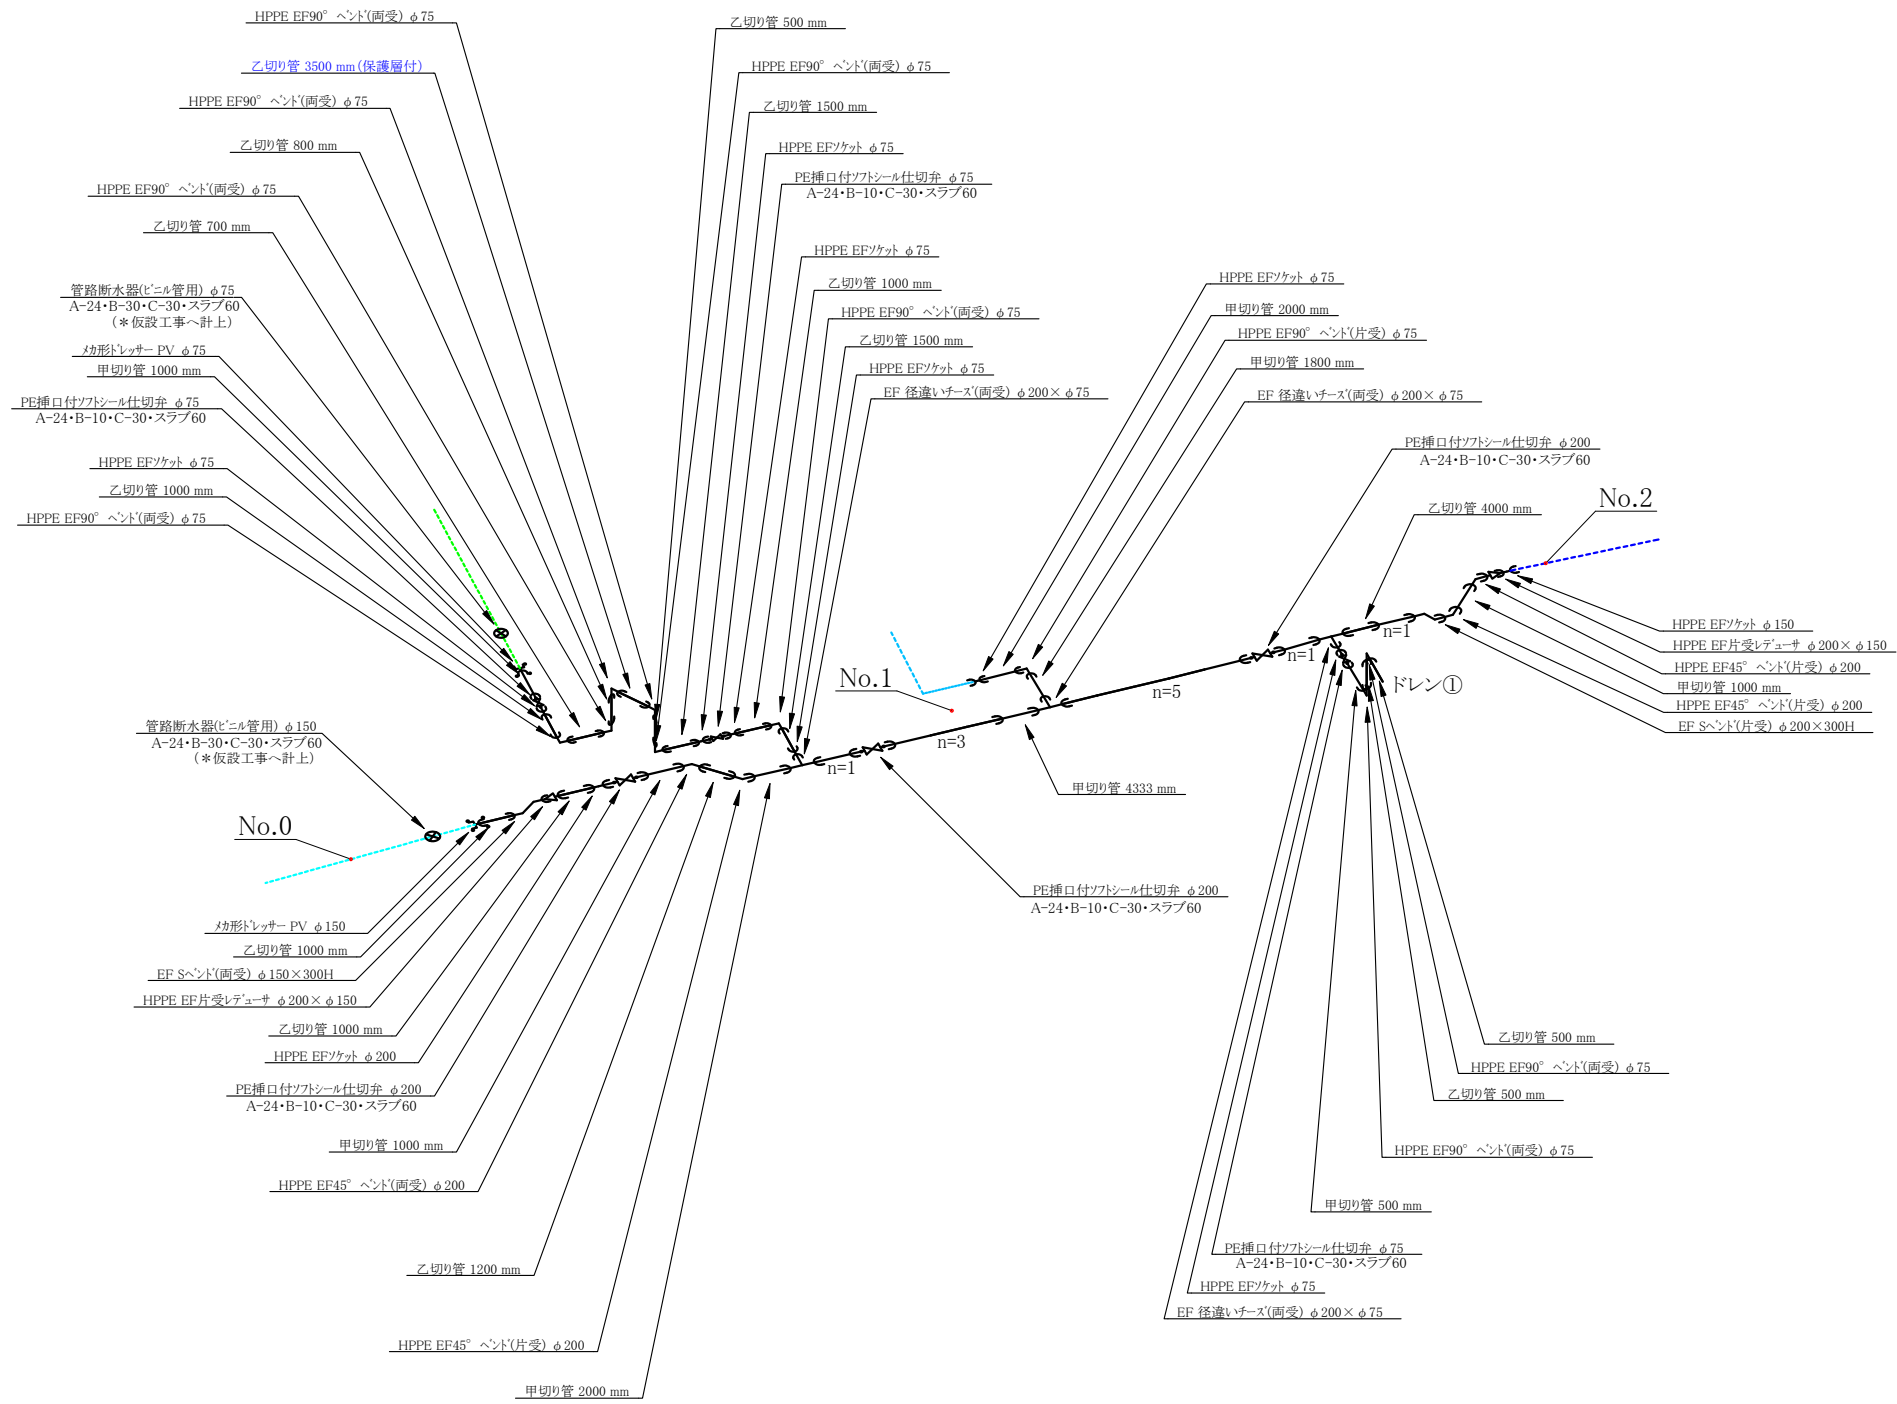 HPPE EF90° ベンド(両受) φ75
乙切り管 3500 mm(保護層付)
HPPE EF90° ベンド(両受) φ75
乙切り管 800 mm
HPPE EF90° ベンド(両受) φ75
乙切り管 700 mm
管路断水器(ビニル管用) φ75
A-24・B-30・C-30・スラブ60
(＊仮設工事へ計上)
メカ形ドレッサー PV φ75
甲切り管 1000 mm
PE挿口付ソフトシール仕切弁 φ75
A-24・B-10・C-30・スラブ60
HPPE EFソケット φ75
乙切り管 1000 mm
HPPE EF90° ベンド(両受) φ75
乙切り管 500 mm
HPPE EF90° ベンド(両受) φ75
乙切り管 1500 mm
HPPE EFソケット φ75
PE挿口付ソフトシール仕切弁 φ75
A-24・B-10・C-30・スラブ60
HPPE EFソケット φ75
乙切り管 1000 mm
HPPE EF90° ベンド(両受) φ75
乙切り管 1500 mm
HPPE EFソケット φ75
EF 径違いチーズ(両受) φ200×φ75
HPPE EFソケット φ75
甲切り管 2000 mm
HPPE EF90° ベンド(片受) φ75
甲切り管 1800 mm
EF 径違いチーズ(両受) φ200×φ75
PE挿口付ソフトシール仕切弁 φ200
A-24・B-10・C-30・スラブ60
乙切り管 4000 mm
No.2
HPPE EFソケット φ150
HPPE EF片受レデューサ φ200×φ150
HPPE EF45° ベンド(片受) φ200
甲切り管 1000 mm
HPPE EF45° ベンド(片受) φ200
EF Sベンド(片受) φ200×300H
n=1
n=1
ドレン①
n=5
No.1
n=3
n=1
甲切り管 4333 mm
PE挿口付ソフトシール仕切弁 φ200
A-24・B-10・C-30・スラブ60
管路断水器(ビニル管用) φ150
A-24・B-30・C-30・スラブ60
(＊仮設工事へ計上)
No.0
メカ形ドレッサー PV φ150
乙切り管 1000 mm
EF Sベンド(両受) φ150×300H
HPPE EF片受レデューサ φ200×φ150
乙切り管 1000 mm
HPPE EFソケット φ200
PE挿口付ソフトシール仕切弁 φ200
A-24・B-10・C-30・スラブ60
甲切り管 1000 mm
HPPE EF45° ベンド(両受) φ200
乙切り管 1200 mm
HPPE EF45° ベンド(片受) φ200
甲切り管 2000 mm
乙切り管 500 mm
HPPE EF90° ベンド(両受) φ75
乙切り管 500 mm
HPPE EF90° ベンド(両受) φ75
甲切り管 500 mm
PE挿口付ソフトシール仕切弁 φ75
A-24・B-10・C-30・スラブ60
HPPE EFソケット φ75
EF 径違いチーズ(両受) φ200×φ75